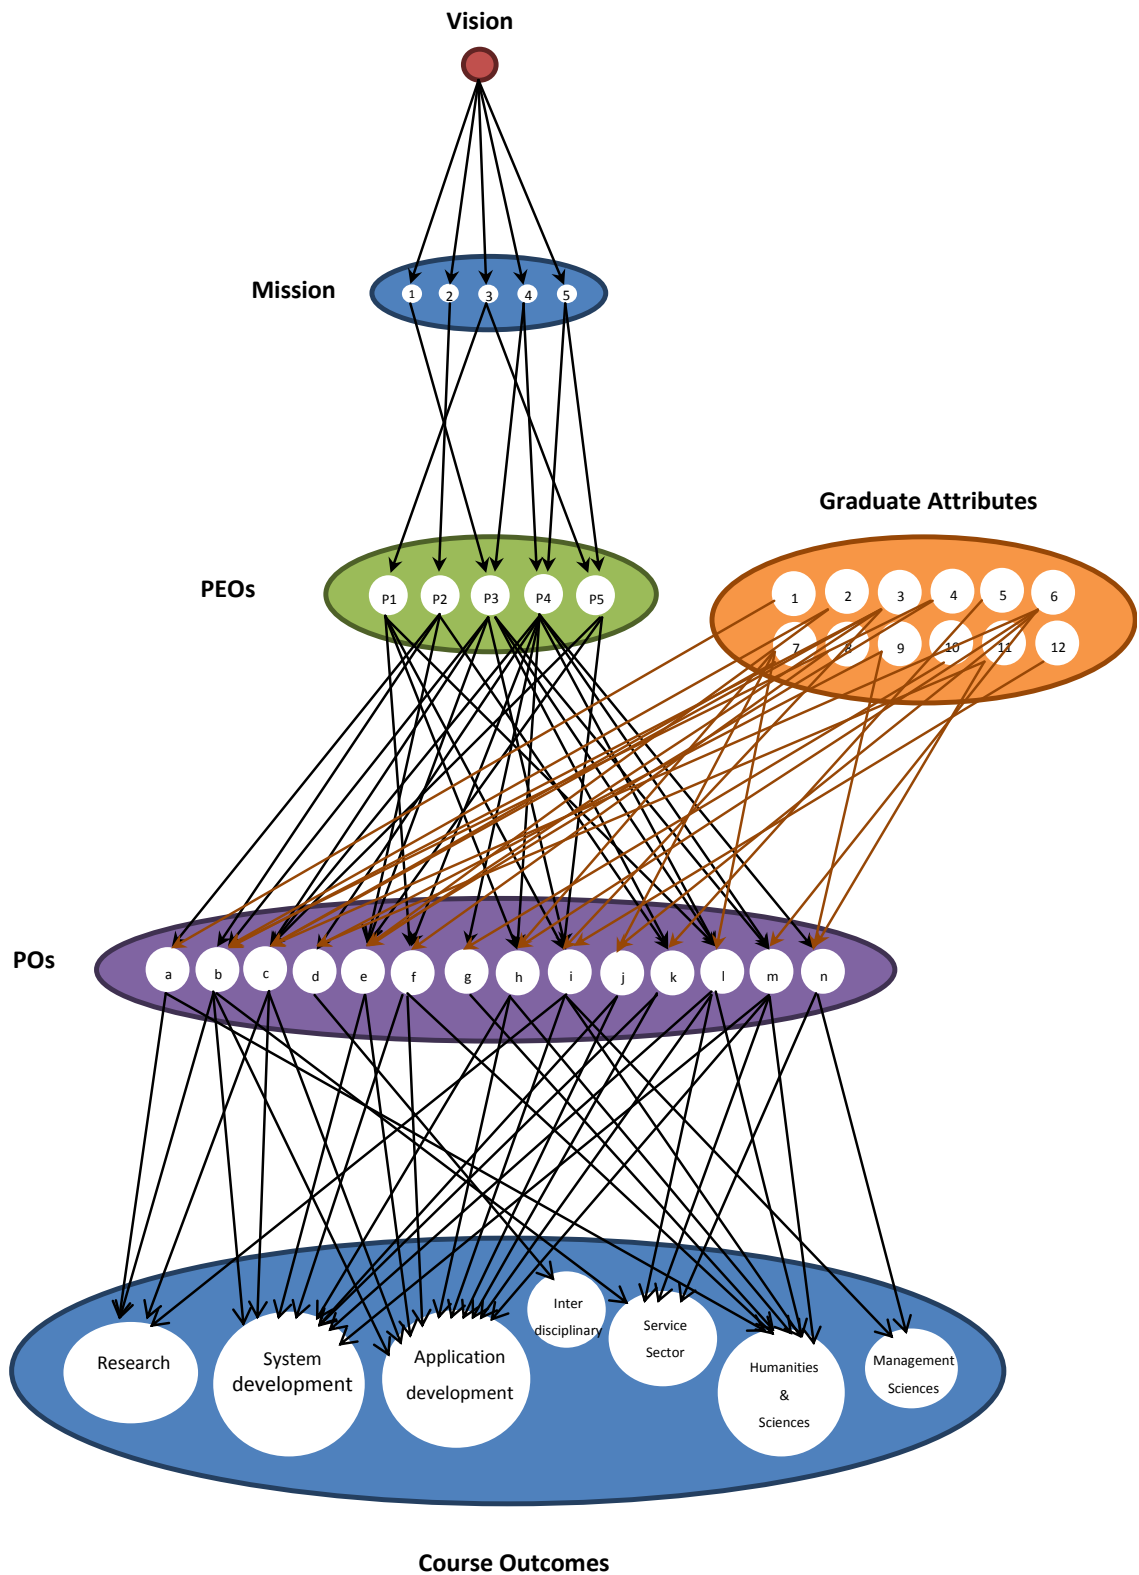 Vision
Mission
1 2 3 4 5
Graduate Attributes
PEOs
P1 P2 P3 P4 P5
1 2 3 4 5 6
7 8 9 10 11 12
POs
a b c d e f g h i j k l m n
Research
System
development
Application
development
Inter
disciplinary
Service
Sector
Humanities
&
Sciences
Management
Sciences
Course Outcomes